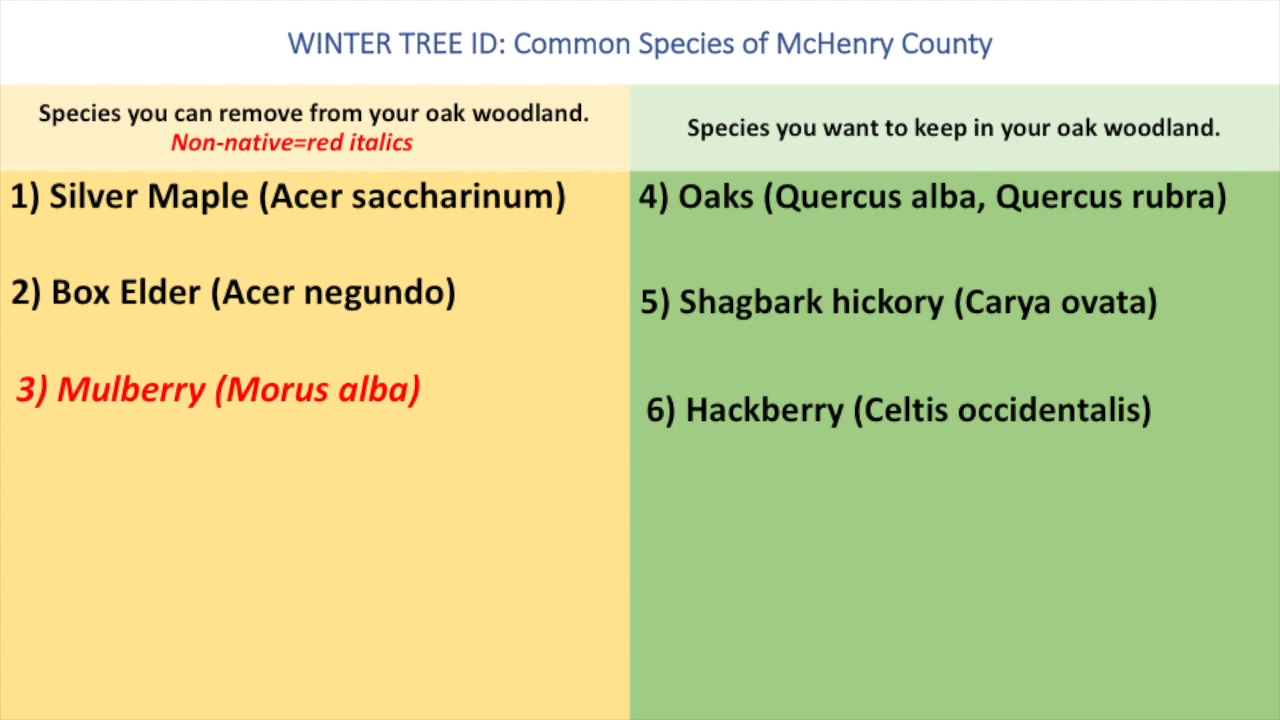 WINTER TREE ID: Common Species of McHenry County
Species you can remove from your oak woodland.
Non-native=red italics
1) Silver Maple (Acer saccharinum)
2) Box Elder (Acer negundo)
3) Mulberry (Morus alba)
Species you want to keep in your oak woodland.
4) Oaks (Quercus alba, Quercus rubra)
5) Shagbark hickory (Carya ovata)
6) Hackberry (Celtis occidentalis)